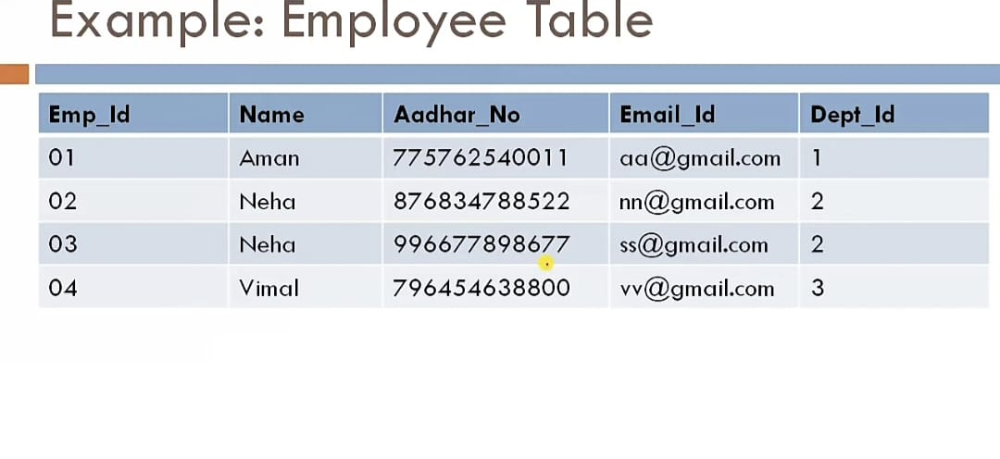 Example: Employee Table
Emp_Id Name Aadhar_No Email_Id Dept_Id
01 Aman 775762540011 aa@gmail.com 1
02 Neha 876834788522 nn@gmail.com 2
03 Neha 996677898677 ss@gmail.com 2
04 Vimal 796454638800 vv@gmail.com 3